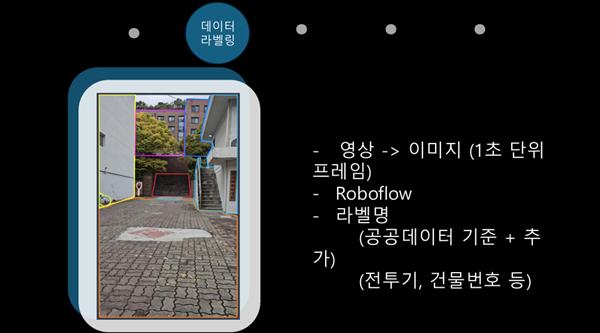 데이터
라벨링
-   영상 -> 이미지 (1초 단위
프레임)
-   Roboflow
-   라벨명
(공공데이터 기준 + 추
가)
(전투기, 건물번호 등)